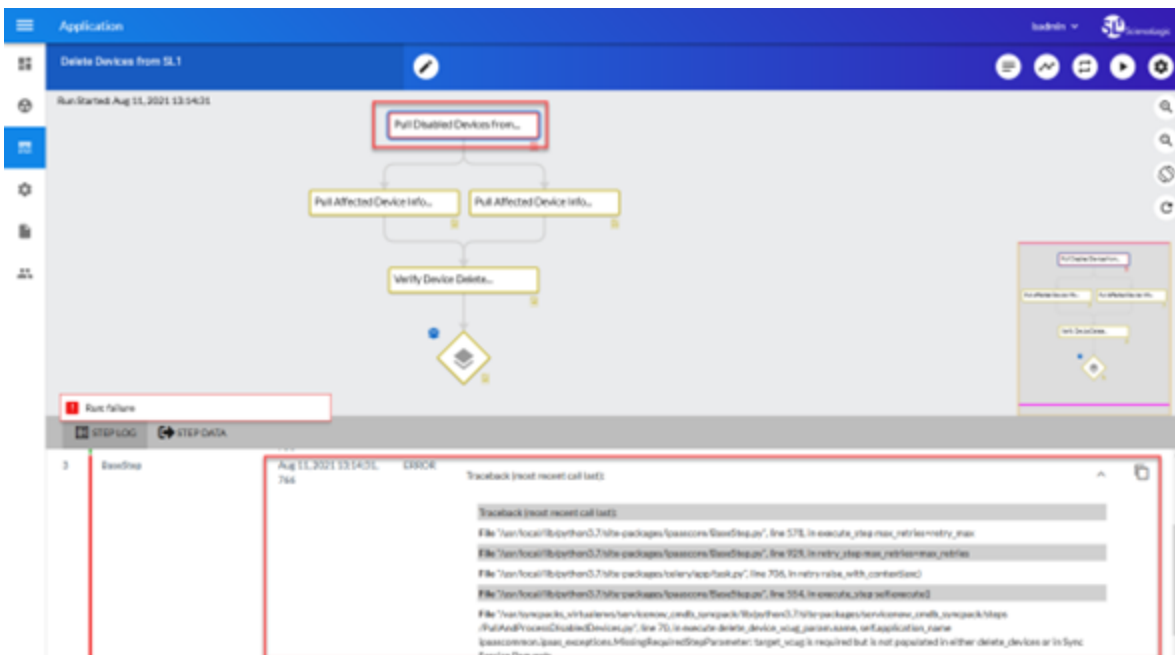 Application
isadmin
ScienceLogic
Delete Devices from SL1
Run Started: Aug 11, 2021 13:14:31
Pull Disabled Devices from...
Pull Affected Device Info...
Pull Affected Device Info...
Verify Device Delete...
Run: failure
STEP LOG
STEP DATA
3
BaseStep
Aug 11, 2021 13:14:31,
766
ERROR
Traceback (most recent call last):
Traceback (most recent call last):
File "/usr/local/lib/python3.7/site-packages/ipaascore/BaseStep.py", line 578, in execute_step max_retries=retry_max
File "/usr/local/lib/python3.7/site-packages/ipaascore/BaseStep.py", line 929, in retry_step max_retries=max_retries
File "/usr/local/lib/python3.7/site-packages/celery/app/task.py", line 706, in retry raise_with_context(exc)
File "/usr/local/lib/python3.7/site-packages/ipaascore/BaseStep.py", line 554, in execute_step self.execute()
File "/var/syncpacks_virtualenvs/servicenow_cmdb_syncpack/lib/python3.7/site-packages/servicenow_cmdb_syncpack/steps
/PullAndProcessDisabledDevices.py", line 70, in execute delete_device_vcug_param.name, self.application_name
ipaascommon.ipaas_exceptions.MissingRequiredStepParameter: target_vcug is required but is not populated in either delete_devices or in Sync